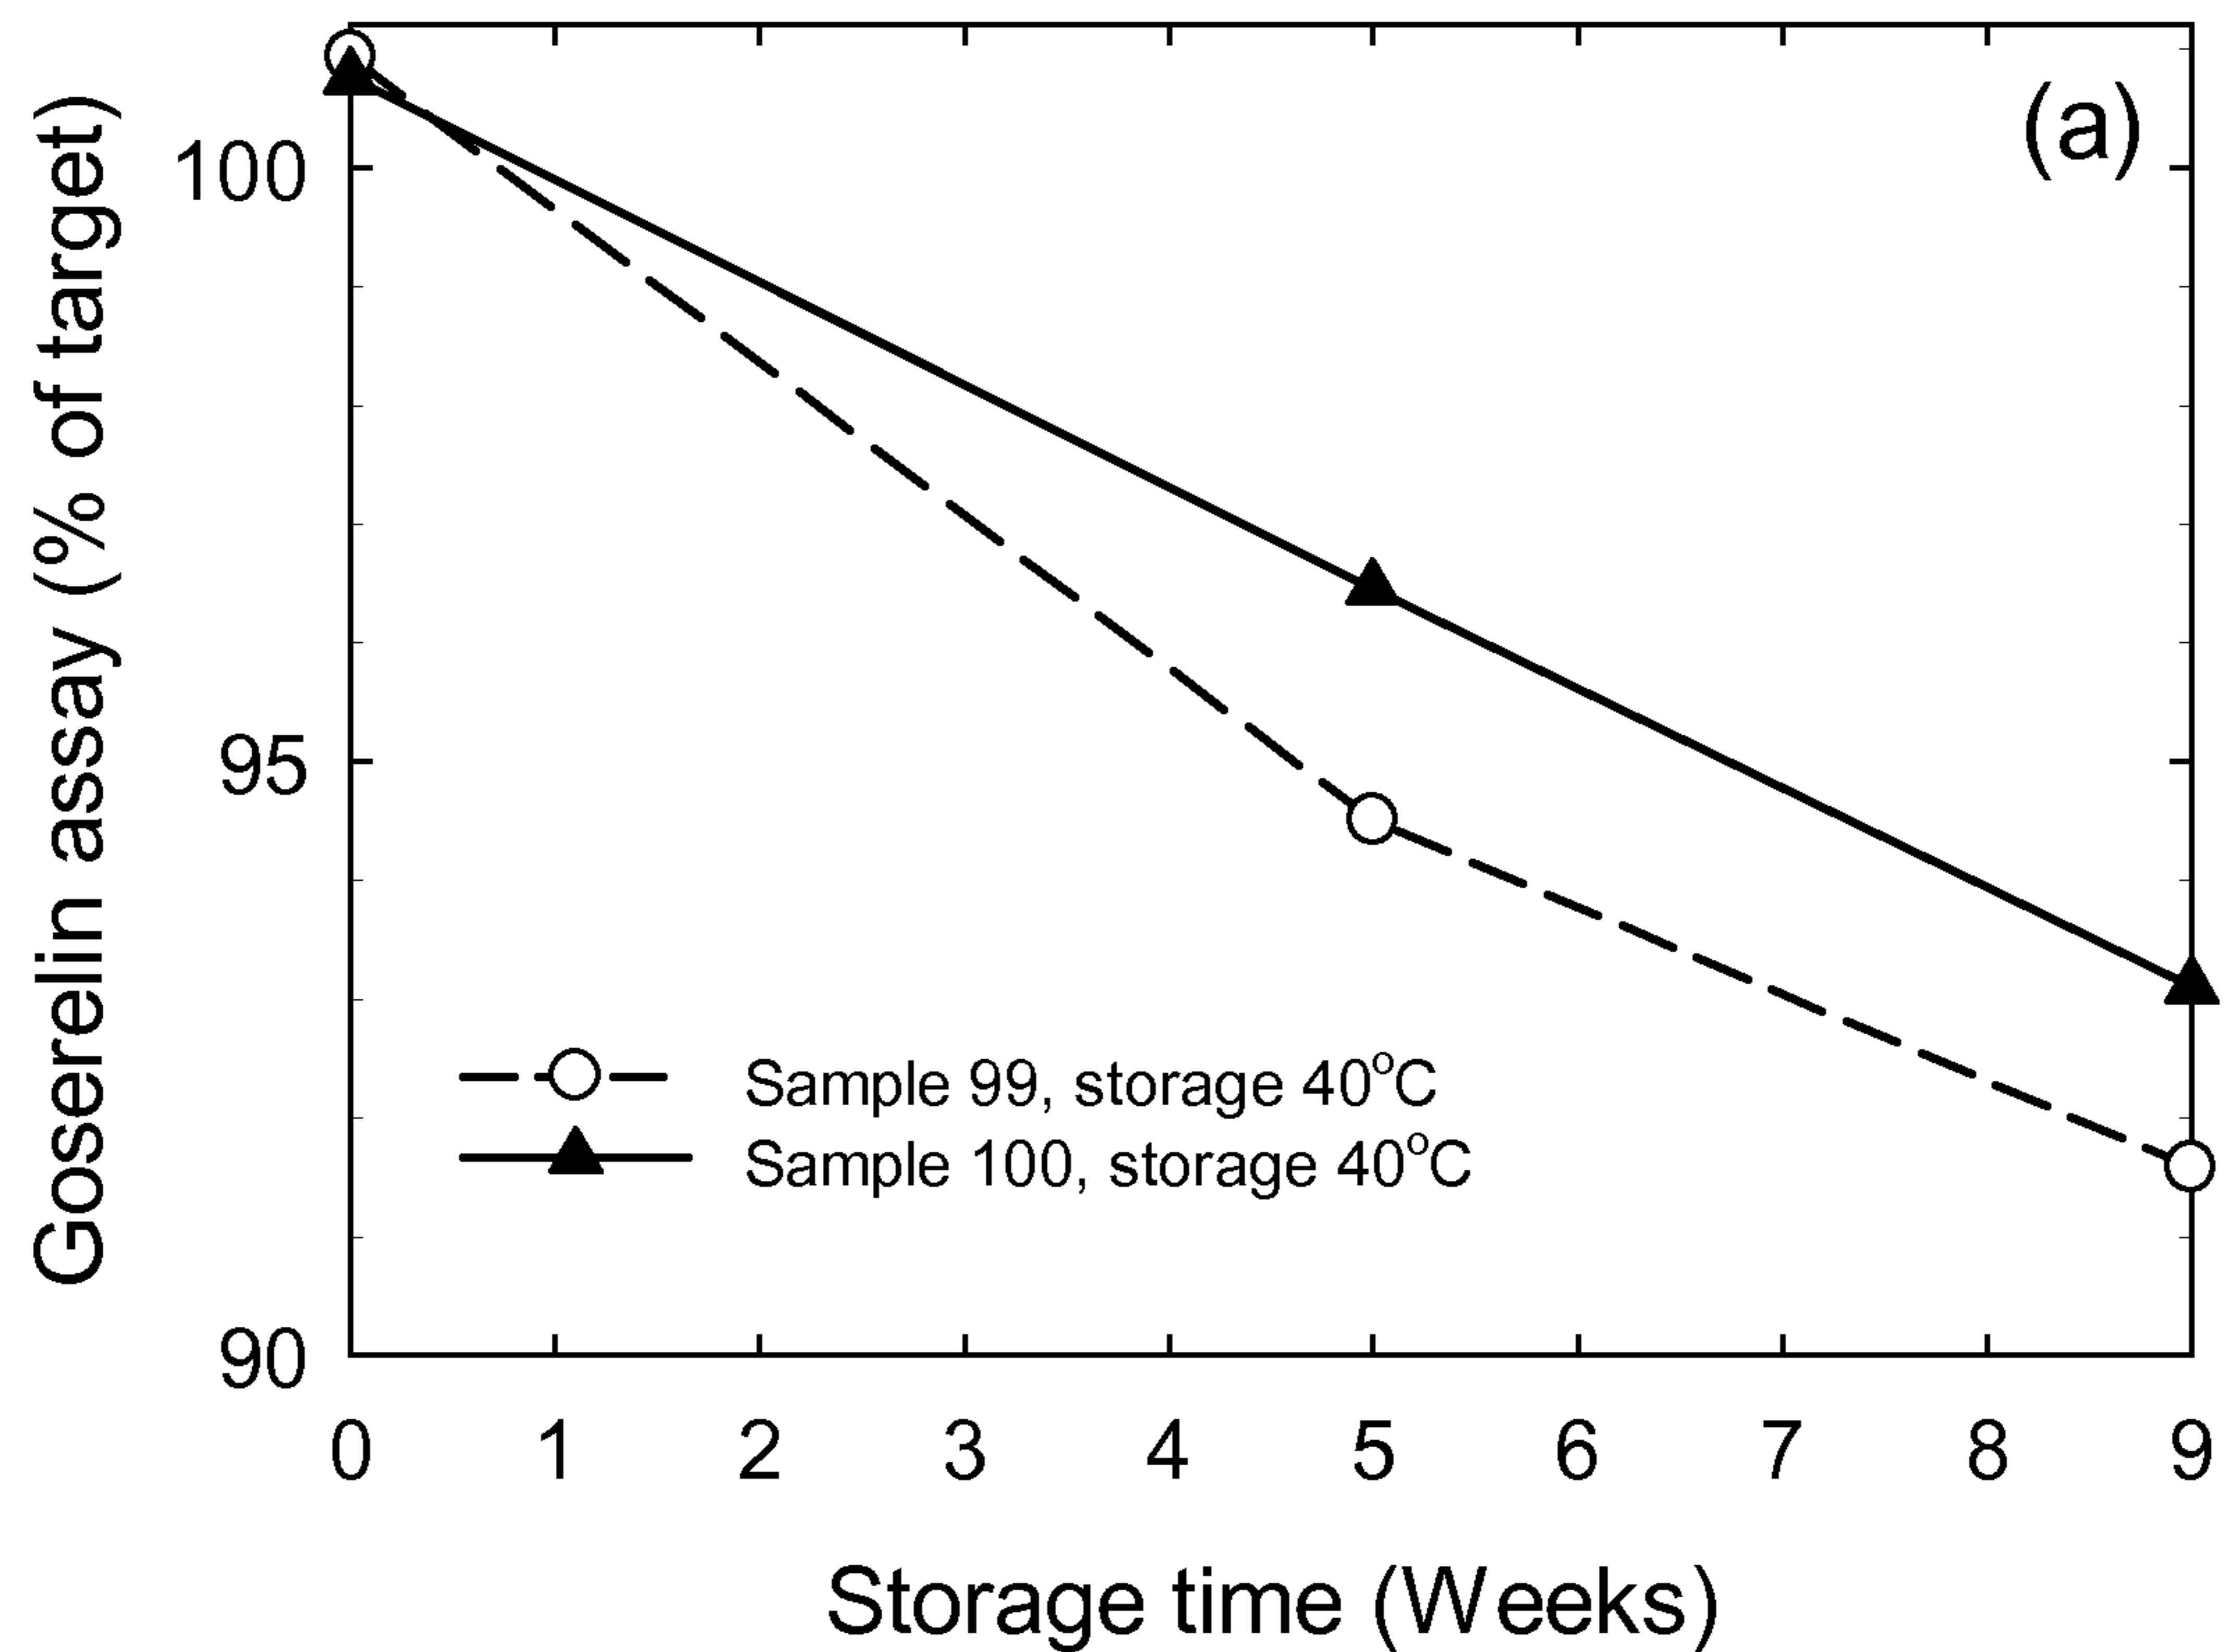 (a)
Goserelin assay (% of target)
100
95
90
Sample 99, storage 40°C
Sample 100, storage 40°C
0 1 2 3 4 5 6 7 8 9
Storage time (Weeks)